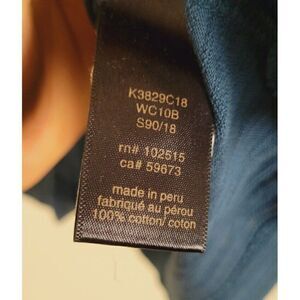 K3829C18
WC10B
S90/18
rn# 102515
ca# 59673
made in peru
fabriqué au pérou
100% cotton/ coton